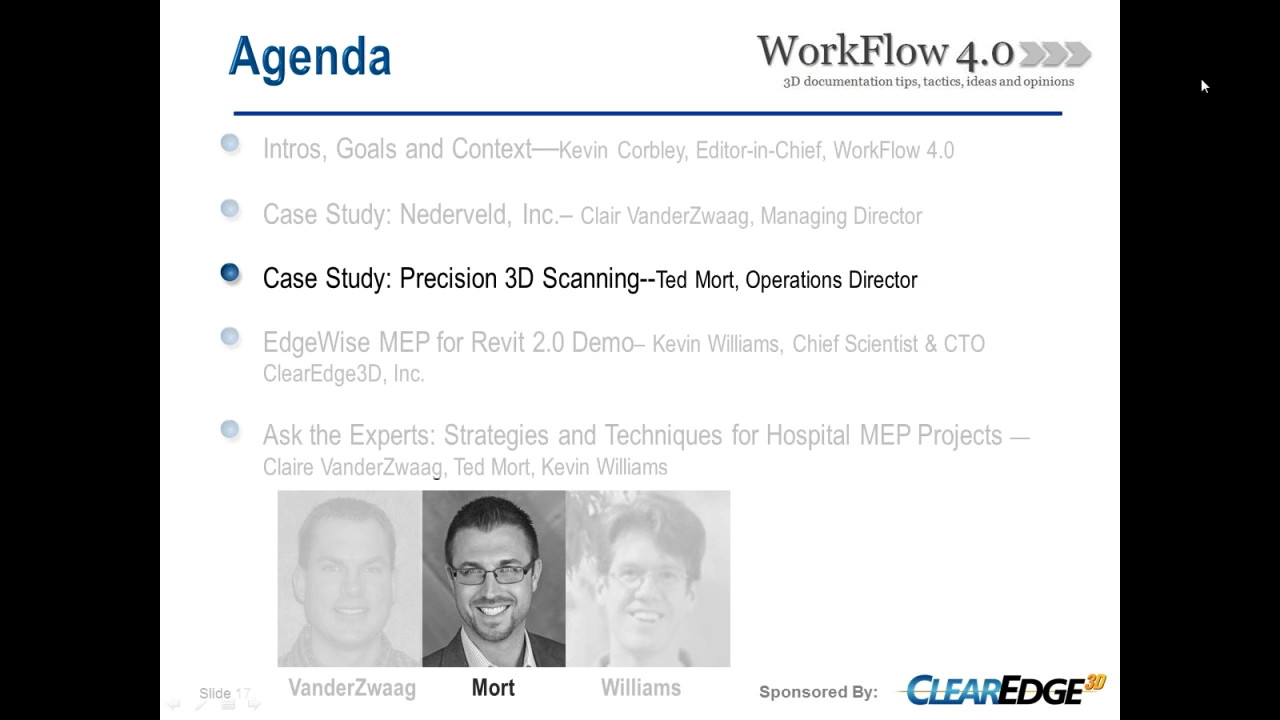 Agenda
WorkFlow 4.0
3D documentation tips, tactics, ideas and opinions
Intros, Goals and Context—Kevin Corbley, Editor-in-Chief, WorkFlow 4.0
Case Study: Nederveld, Inc.– Clair VanderZwaag, Managing Director
Case Study: Precision 3D Scanning--Ted Mort, Operations Director
EdgeWise MEP for Revit 2.0 Demo– Kevin Williams, Chief Scientist & CTO
ClearEdge3D, Inc.
Ask the Experts: Strategies and Techniques for Hospital MEP Projects —
Claire VanderZwaag, Ted Mort, Kevin Williams
VanderZwaag Mort Williams
Slide 17
Sponsored By: CLEAREDGE3D